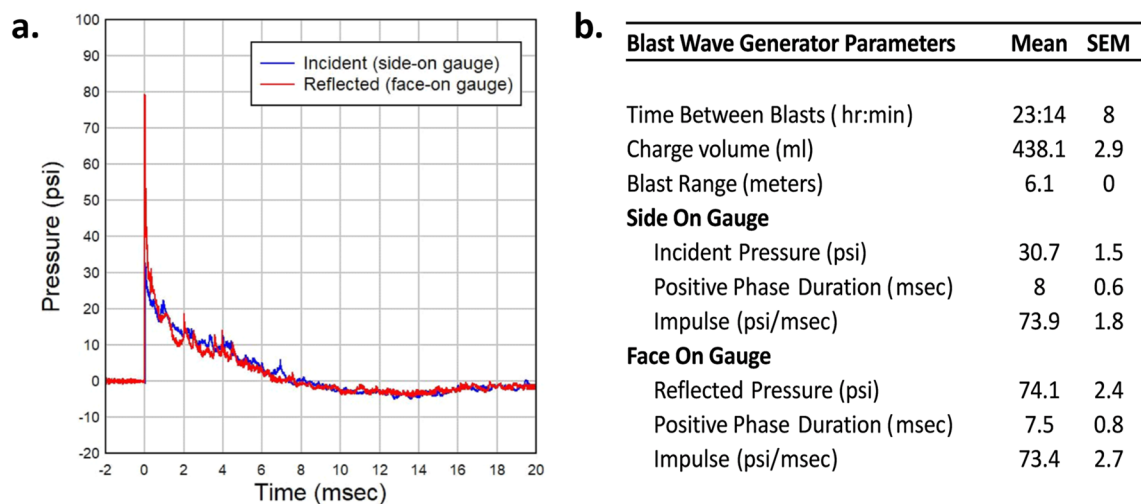 a.
100
90
80
70
60
50
40
30
20
10
0
-10
-20
Pressure (psi)
Incident (side-on gauge)
Reflected (face-on gauge)
-2 0 2 4 6 8 10 12 14 16 18 20
Time (msec)
b.
Blast Wave Generator Parameters Mean SEM
Time Between Blasts ( hr:min) 23:14 8
Charge volume (ml) 438.1 2.9
Blast Range (meters) 6.1 0
Side On Gauge
Incident Pressure (psi) 30.7 1.5
Positive Phase Duration (msec) 8 0.6
Impulse (psi/msec) 73.9 1.8
Face On Gauge
Reflected Pressure (psi) 74.1 2.4
Positive Phase Duration (msec) 7.5 0.8
Impulse (psi/msec) 73.4 2.7